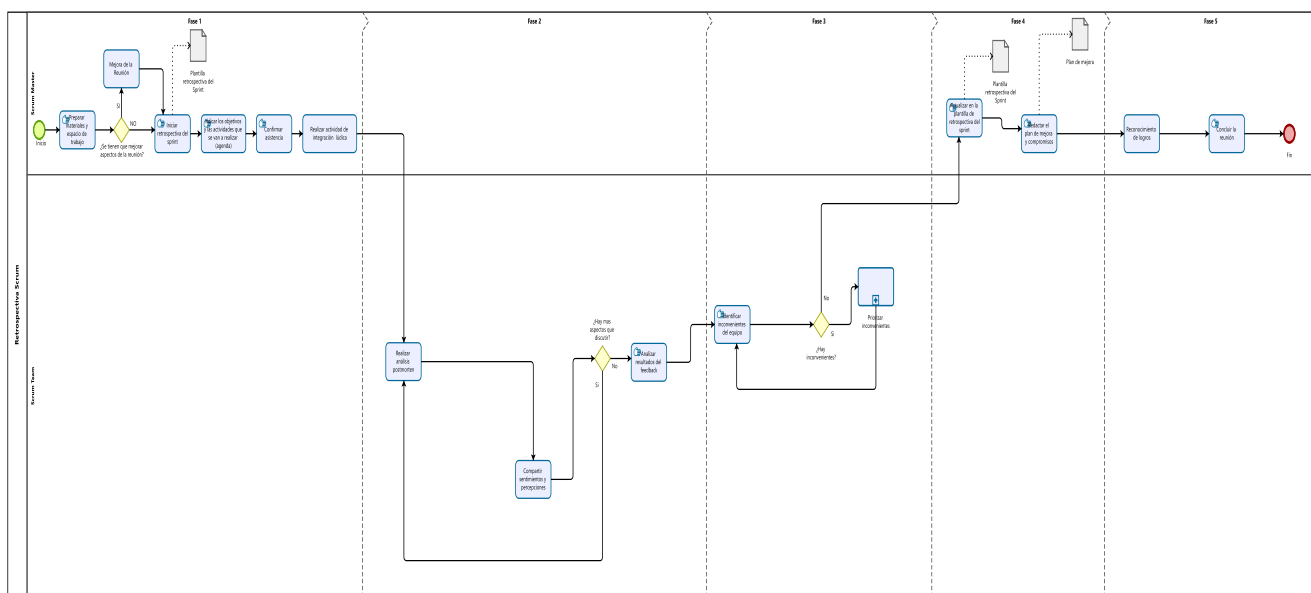 Fase 1
Fase 2
Fase 3
Fase 4
Fase 5
Retrospectiva Scrum
Scrum Master
Scrum Team
Inicio
Preparar
materiales y
espacio de
trabajo
Mejora de la
Reunión
SI
NO
¿Se tienen que mejorar
aspectos de la reunión?
Plantilla
retrospectiva del
Sprint
Iniciar
retrospectiva del
sprint
los objetivos
y las actividades que
se van a realizar
(agenda)
Confirmar
asistencia
Realizar actividad de
integración lúdica
Realizar
análisis
postmorten
Compartir
sentimientos y
percepciones
¿Hay mas
aspectos que
discutir?
No
Si
Analizar
resultados del
feedback
Identificar
inconvenientes
del equipo
No
Si
¿Hay
inconvenientes?
Priorizar
inconvenientes
Plantilla
retrospectiva del
Sprint
en la
plantilla de
retrospectiva del
sprint
Plan de mejora
Redactar el
plan de mejora
y compromisos
Reconocimiento
de logros
Concluir la
reunión
Fin